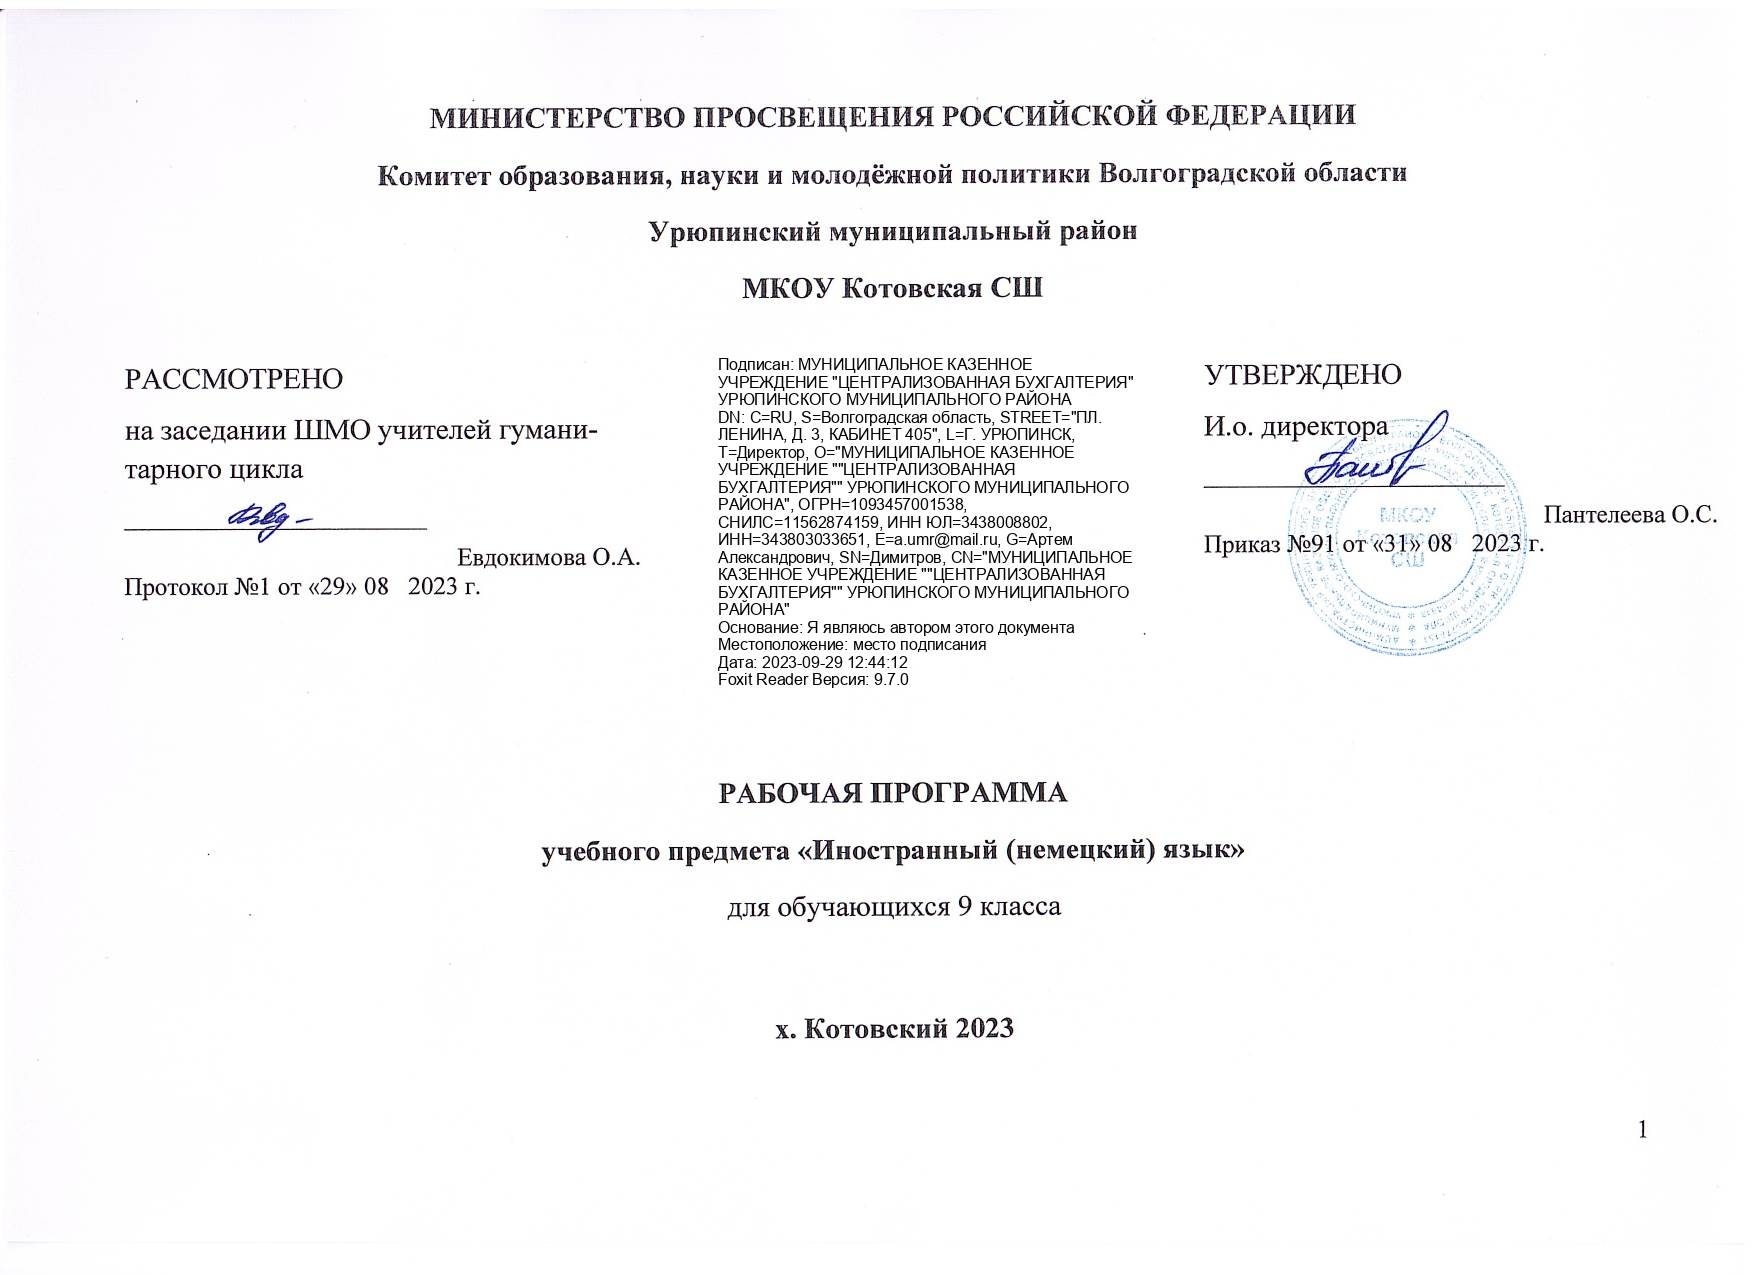 МИНИСТЕРСТВО ПРОСВЕЩЕНИЯ РОССИЙСКОЙ ФЕДЕРАЦИИ
Комитет образования, науки и молодёжной политики Волгоградской области
Урюпинский муниципальный район
МКОУ Котовская СШ
РАССМОТРЕНО
на заседании ШМО учителей гумани-
тарного цикла
Евдокимова О.А.
Протокол №1 от «29» 08 2023 г.
Подписан: МУНИЦИПАЛЬНОЕ КАЗЕННОЕ
УЧРЕЖДЕНИЕ "ЦЕНТРАЛИЗОВАННАЯ БУХГАЛТЕРИЯ"
УРЮПИНСКОГО МУНИЦИПАЛЬНОГО РАЙОНА
DN: C=RU, S=Волгоградская область, STREET="ПЛ.
ЛЕНИНА, Д. 3, КАБИНЕТ 405", L=Г. УРЮПИНСК,
T=Директор, O="МУНИЦИПАЛЬНОЕ КАЗЕННОЕ
УЧРЕЖДЕНИЕ ""ЦЕНТРАЛИЗОВАННАЯ
БУХГАЛТЕРИЯ"" УРЮПИНСКОГО МУНИЦИПАЛЬНОГО
РАЙОНА", ОГРН=1093457001538,
СНИЛС=11562874159, ИНН ЮЛ=3438008802,
ИНН=343803033651, E=a.umr@mail.ru, G=Артем
Александрович, SN=Димитров, CN="МУНИЦИПАЛЬНОЕ
КАЗЕННОЕ УЧРЕЖДЕНИЕ ""ЦЕНТРАЛИЗОВАННАЯ
БУХГАЛТЕРИЯ"" УРЮПИНСКОГО МУНИЦИПАЛЬНОГО
РАЙОНА"
Основание: Я являюсь автором этого документа
Местоположение: место подписания
Дата: 2023-09-29 12:44:12
Foxit Reader Версия: 9.7.0
УТВЕРЖДЕНО
И.о. директора
Пантелеева О.С.
Приказ №91 от «31» 08 2023 г.
МКОУ
Котовская
СШ
РАБОЧАЯ ПРОГРАММА
учебного предмета «Иностранный (немецкий) язык»
для обучающихся 9 класса
х. Котовский 2023
1